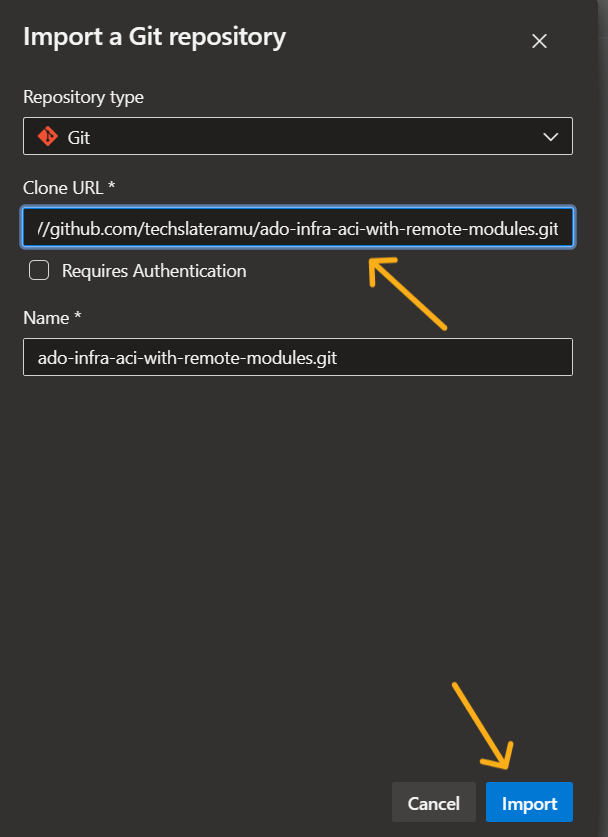 Import a Git repository
Repository type
Git
Clone URL *
//github.com/techslateramu/ado-infra-aci-with-remote-modules.git
Requires Authentication
Name *
ado-infra-aci-with-remote-modules.git
Cancel Import